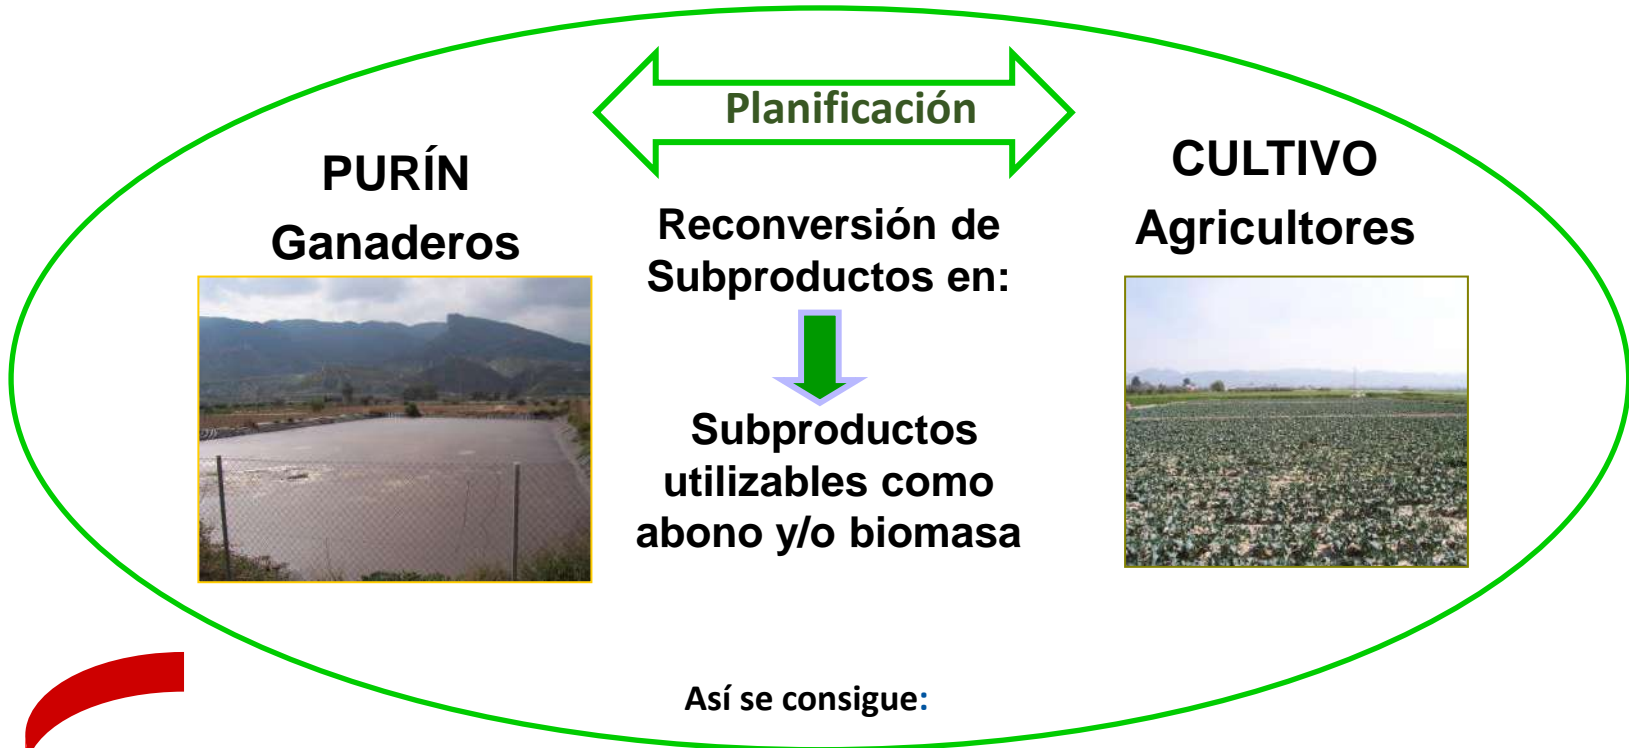 Planificación
PURÍN
Ganaderos
Reconversión de
Subproductos en:
Subproductos
utilizables como
abono y/o biomasa
CULTIVO
Agricultores
Así se consigue: